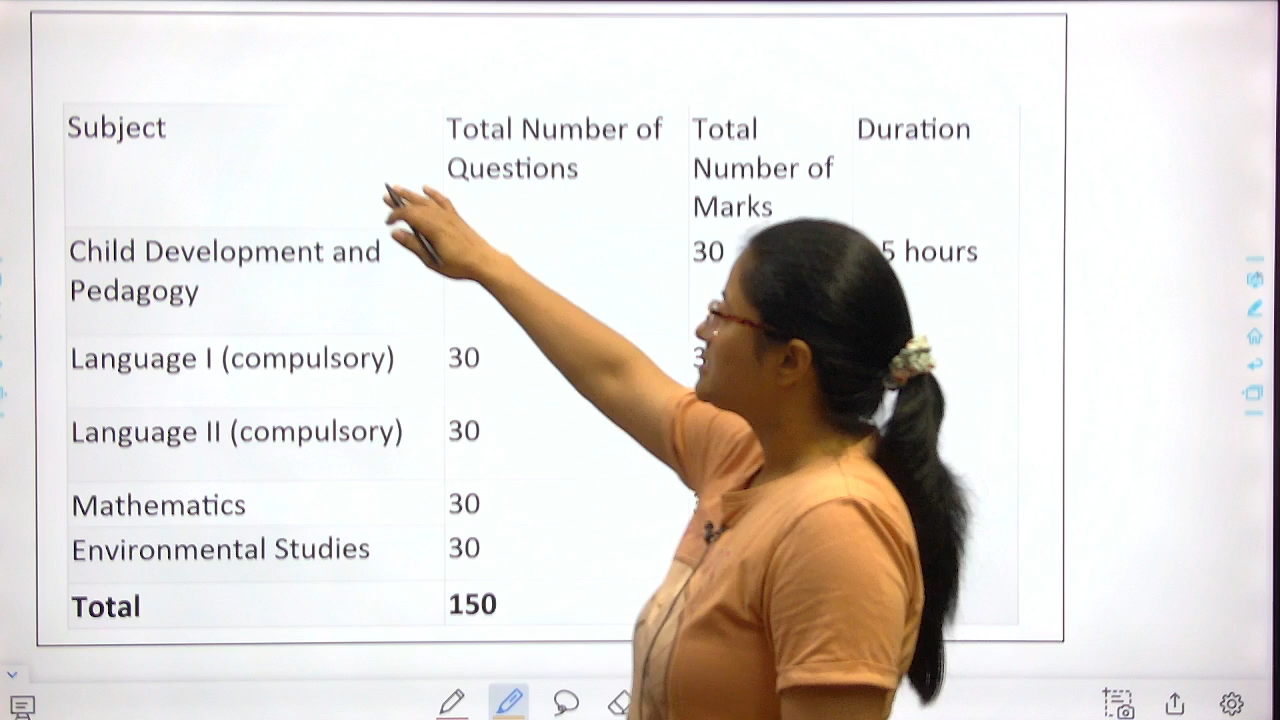 Subject Total Number of Questions Total Number of Marks Duration
Child Development and Pedagogy 30 5 hours
Language I (compulsory) 30
Language II (compulsory) 30
Mathematics 30
Environmental Studies 30
Total 150